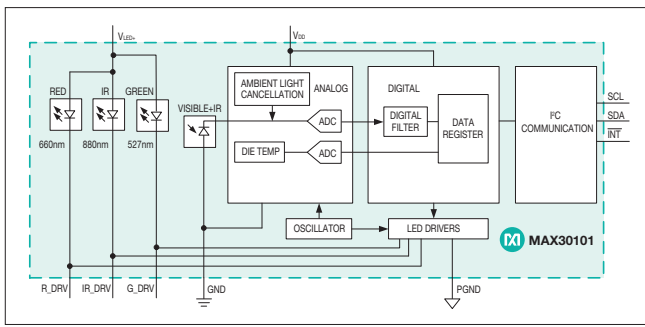 VLED+
VDD
RED
IR
GREEN
660nm
880nm
527nm
VISIBLE+IR
AMBIENT LIGHT
CANCELLATION
ANALOG
ADC
DIE TEMP
ADC
DIGITAL
DIGITAL
FILTER
DATA
REGISTER
I²C
COMMUNICATION
SCL
SDA
INT
OSCILLATOR
LED DRIVERS
MAX30101
R_DRV
IR_DRV
G_DRV
GND
PGND